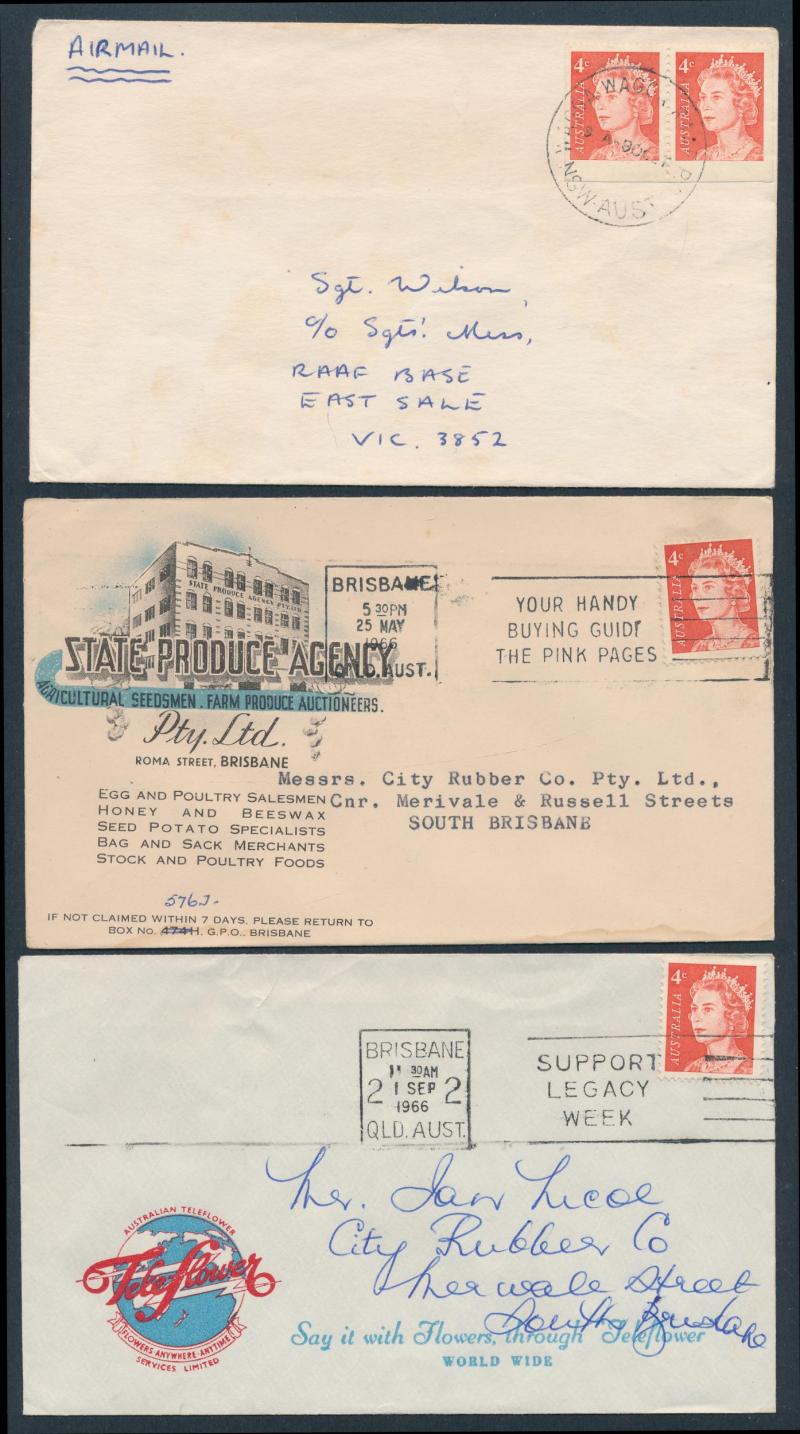 AIRMAIL.
4c
AUSTRALIA
4c
AUSTRALIA
NSW-AUST
Sgt. Wilson,
c/o Sgts'. Mess,
RAAF BASE
EAST SALE
VIC. 3852
STATE PRODUCE AGENCY PTY. LTD.
STATE PRODUCE AGENCY
AGRICULTURAL SEEDSMEN. FARM PRODUCE AUCTIONEERS.
Pty. Ltd.
ROMA STREET, BRISBANE
EGG AND POULTRY SALESMEN
HONEY AND BEESWAX
SEED POTATO SPECIALISTS
BAG AND SACK MERCHANTS
STOCK AND POULTRY FOODS
576J.
IF NOT CLAIMED WITHIN 7 DAYS, PLEASE RETURN TO
BOX NO. 474H. G.P.O., BRISBANE
BRISBANE
5 30PM
25 MAY
1966
QLD. AUST.
YOUR HANDY
BUYING GUIDE
THE PINK PAGES
4c
AUSTRALIA
Messrs. City Rubber Co. Pty. Ltd.,
Cnr. Merivale & Russell Streets
SOUTH BRISBANE
BRISBANE
11 30AM
2 1 SEP 2
1966
QLD. AUST.
SUPPORT
LEGACY
WEEK
4c
AUSTRALIA
Mr. Ian
City Rubber Co
Street
South Brisbane
AUSTRALIAN TELEFLOWER
Teleflower
FLOWERS-ANYWHERE-ANYTIME
SERVICES LIMITED
Say it with Flowers, through Teleflower
WORLD WIDE